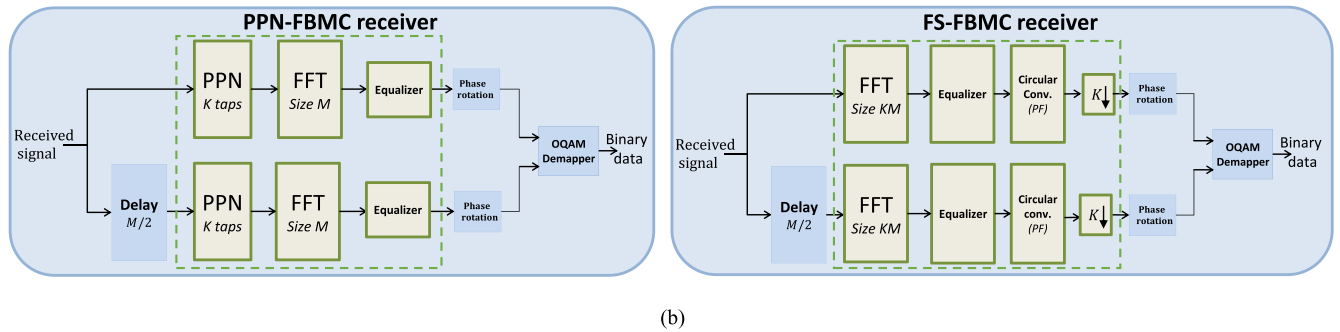 PPN-FBMC receiver
PPN
K taps
FFT
Size M
Equalizer
Phase
rotation
Received
signal
OQAM
Demapper
Binary
data
Delay
M/2
PPN
K taps
FFT
Size M
Equalizer
Phase
rotation
FS-FBMC receiver
FFT
Size KM
Equalizer
Circular
Conv.
(PF)
K
Phase
rotation
Received
signal
OQAM
Demapper
Binary
data
Delay
M/2
FFT
Size KM
Equalizer
Circular
conv.
(PF)
K
Phase
rotation
(b)